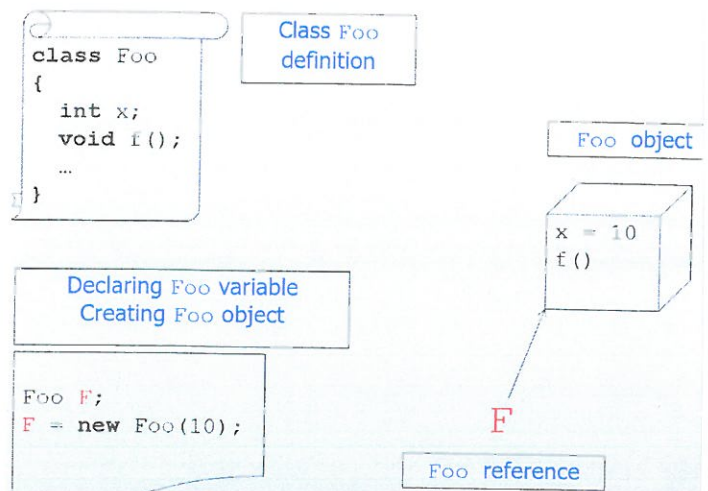 class Foo
{
int x;
void f();
…
}
Class Foo
definition
Foo object
x = 10
f()
Declaring Foo variable
Creating Foo object
Foo F;
F = new Foo(10);
F
Foo reference